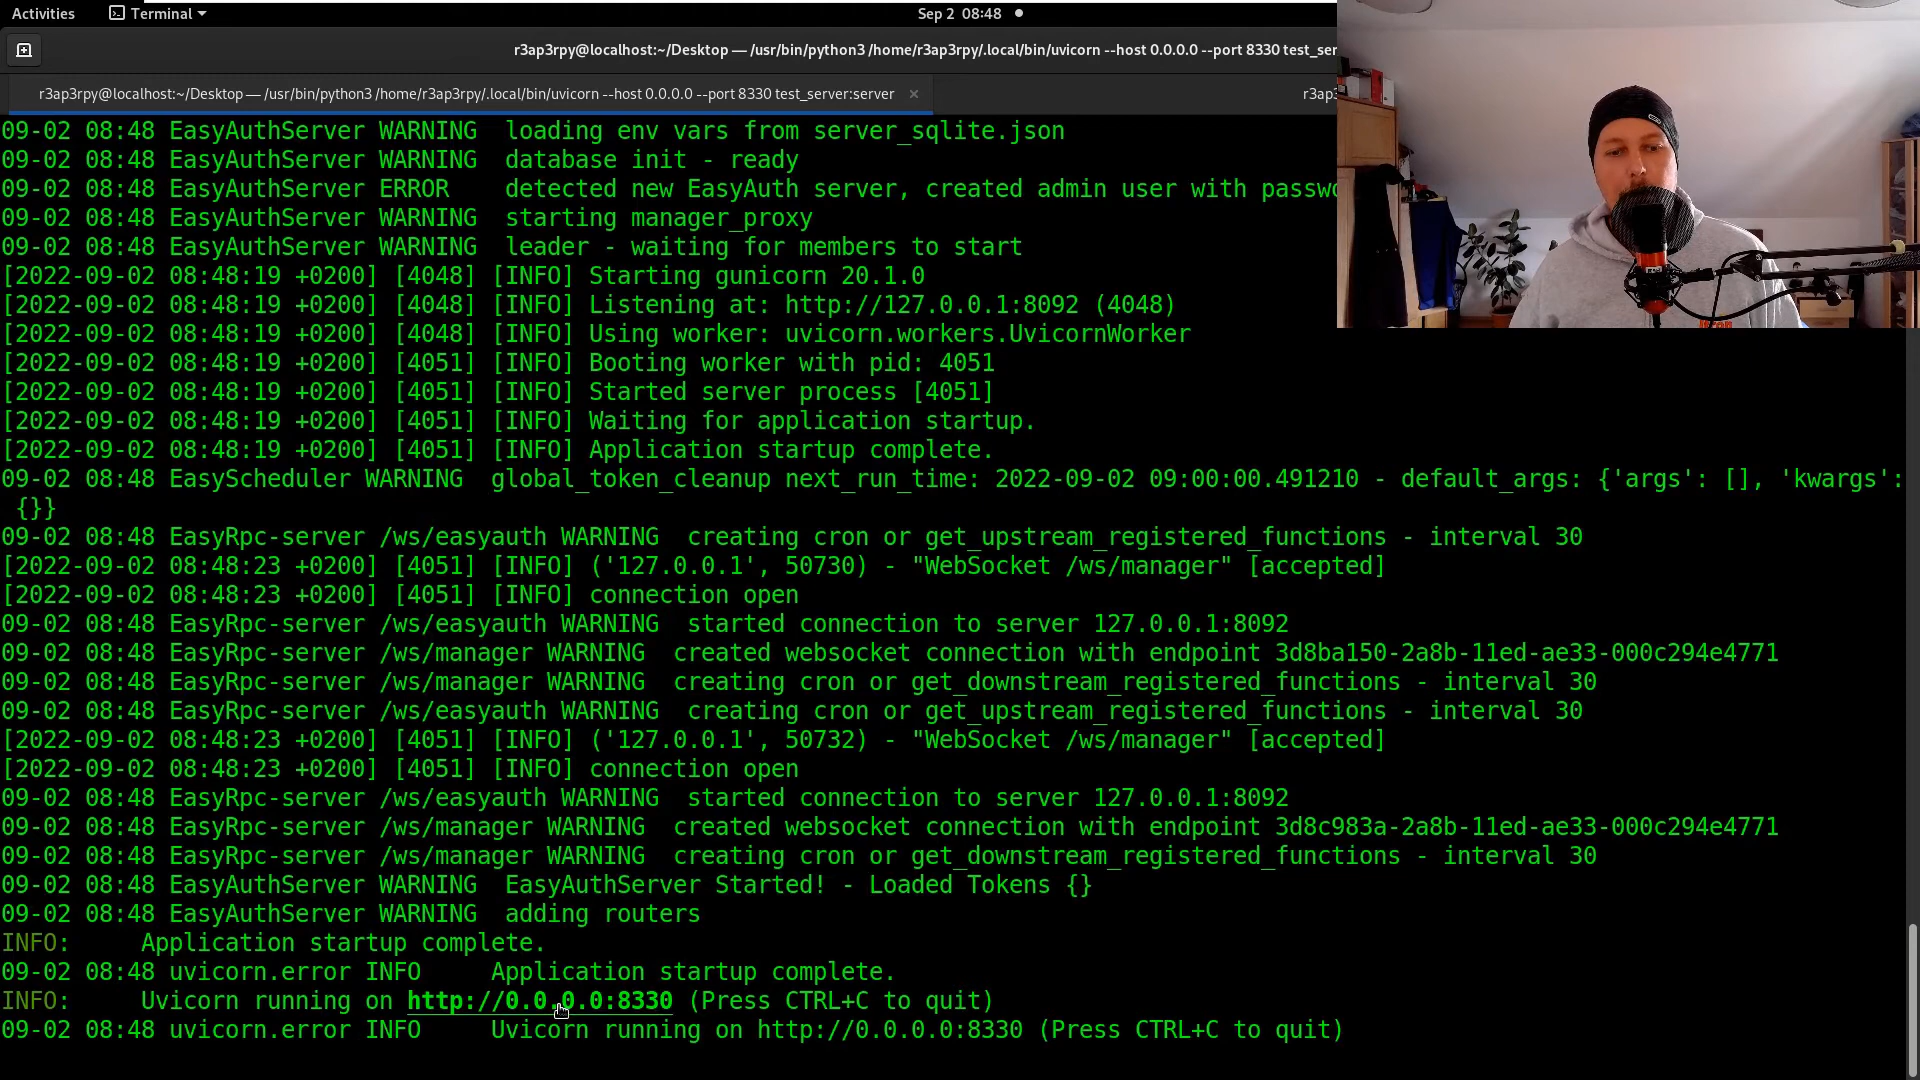 Activities
Terminal
Sep 2 08:48
r3ap3rpy@localhost:~/Desktop — /usr/bin/python3 /home/r3ap3rpy/.local/bin/uvicorn --host 0.0.0.0 --port 8330 test_ser
r3ap3rpy@localhost:~/Desktop — /usr/bin/python3 /home/r3ap3rpy/.local/bin/uvicorn --host 0.0.0.0 --port 8330 test_server:server ×
r3ap3
09-02 08:48 EasyAuthServer WARNING  loading env vars from server_sqlite.json
09-02 08:48 EasyAuthServer WARNING  database init - ready
09-02 08:48 EasyAuthServer ERROR    detected new EasyAuth server, created admin user with passwo
09-02 08:48 EasyAuthServer WARNING  starting manager_proxy
09-02 08:48 EasyAuthServer WARNING  leader - waiting for members to start
[2022-09-02 08:48:19 +0200] [4048] [INFO] Starting gunicorn 20.1.0
[2022-09-02 08:48:19 +0200] [4048] [INFO] Listening at: http://127.0.0.1:8092 (4048)
[2022-09-02 08:48:19 +0200] [4048] [INFO] Using worker: uvicorn.workers.UvicornWorker
[2022-09-02 08:48:19 +0200] [4051] [INFO] Booting worker with pid: 4051
[2022-09-02 08:48:19 +0200] [4051] [INFO] Started server process [4051]
[2022-09-02 08:48:19 +0200] [4051] [INFO] Waiting for application startup.
[2022-09-02 08:48:19 +0200] [4051] [INFO] Application startup complete.
09-02 08:48 EasyScheduler WARNING  global_token_cleanup next_run_time: 2022-09-02 09:00:00.491210 - default_args: {'args': [], 'kwargs':
{}}
09-02 08:48 EasyRpc-server /ws/easyauth WARNING  creating cron or get_upstream_registered_functions - interval 30
[2022-09-02 08:48:23 +0200] [4051] [INFO] ('127.0.0.1', 50730) - "WebSocket /ws/manager" [accepted]
[2022-09-02 08:48:23 +0200] [4051] [INFO] connection open
09-02 08:48 EasyRpc-server /ws/easyauth WARNING  started connection to server 127.0.0.1:8092
09-02 08:48 EasyRpc-server /ws/manager WARNING  created websocket connection with endpoint 3d8ba150-2a8b-11ed-ae33-000c294e4771
09-02 08:48 EasyRpc-server /ws/manager WARNING  creating cron or get_downstream_registered_functions - interval 30
09-02 08:48 EasyRpc-server /ws/easyauth WARNING  creating cron or get_upstream_registered_functions - interval 30
[2022-09-02 08:48:23 +0200] [4051] [INFO] ('127.0.0.1', 50732) - "WebSocket /ws/manager" [accepted]
[2022-09-02 08:48:23 +0200] [4051] [INFO] connection open
09-02 08:48 EasyRpc-server /ws/easyauth WARNING  started connection to server 127.0.0.1:8092
09-02 08:48 EasyRpc-server /ws/manager WARNING  created websocket connection with endpoint 3d8c983a-2a8b-11ed-ae33-000c294e4771
09-02 08:48 EasyRpc-server /ws/manager WARNING  creating cron or get_downstream_registered_functions - interval 30
09-02 08:48 EasyAuthServer WARNING  EasyAuthServer Started! - Loaded Tokens {}
09-02 08:48 EasyAuthServer WARNING  adding routers
INFO:     Application startup complete.
09-02 08:48 uvicorn.error INFO     Application startup complete.
INFO:     Uvicorn running on http://0.0.0.0:8330 (Press CTRL+C to quit)
09-02 08:48 uvicorn.error INFO     Uvicorn running on http://0.0.0.0:8330 (Press CTRL+C to quit)